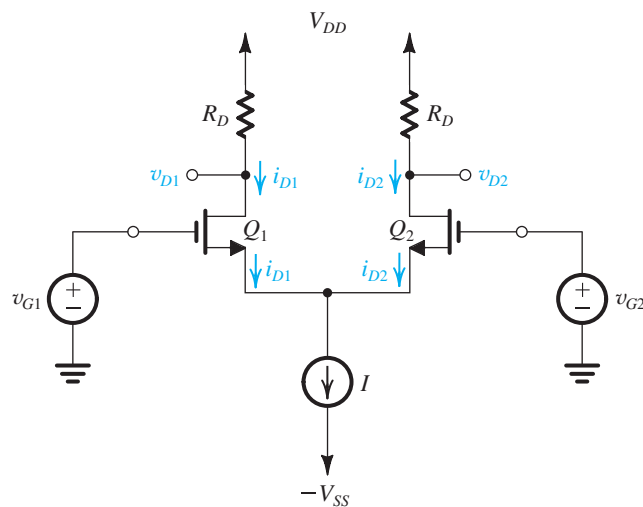 V_DD
R_D R_D
v_D1 i_D1 i_D2 v_D2
Q_1 Q_2
v_G1 + − i_D1 i_D2 + − v_G2
I
−V_SS